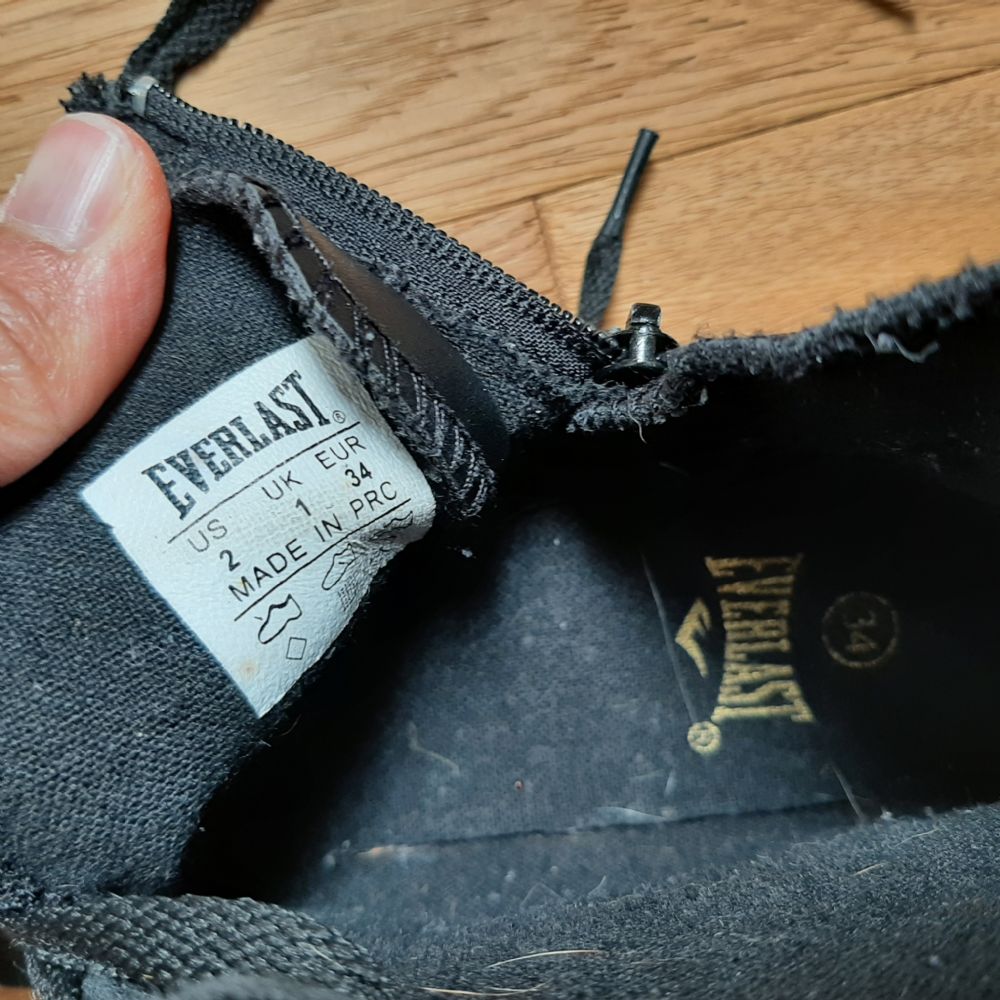 EVERLAST®
US UK EUR
2 1 34
MADE IN PRC
EVERLAST®
34